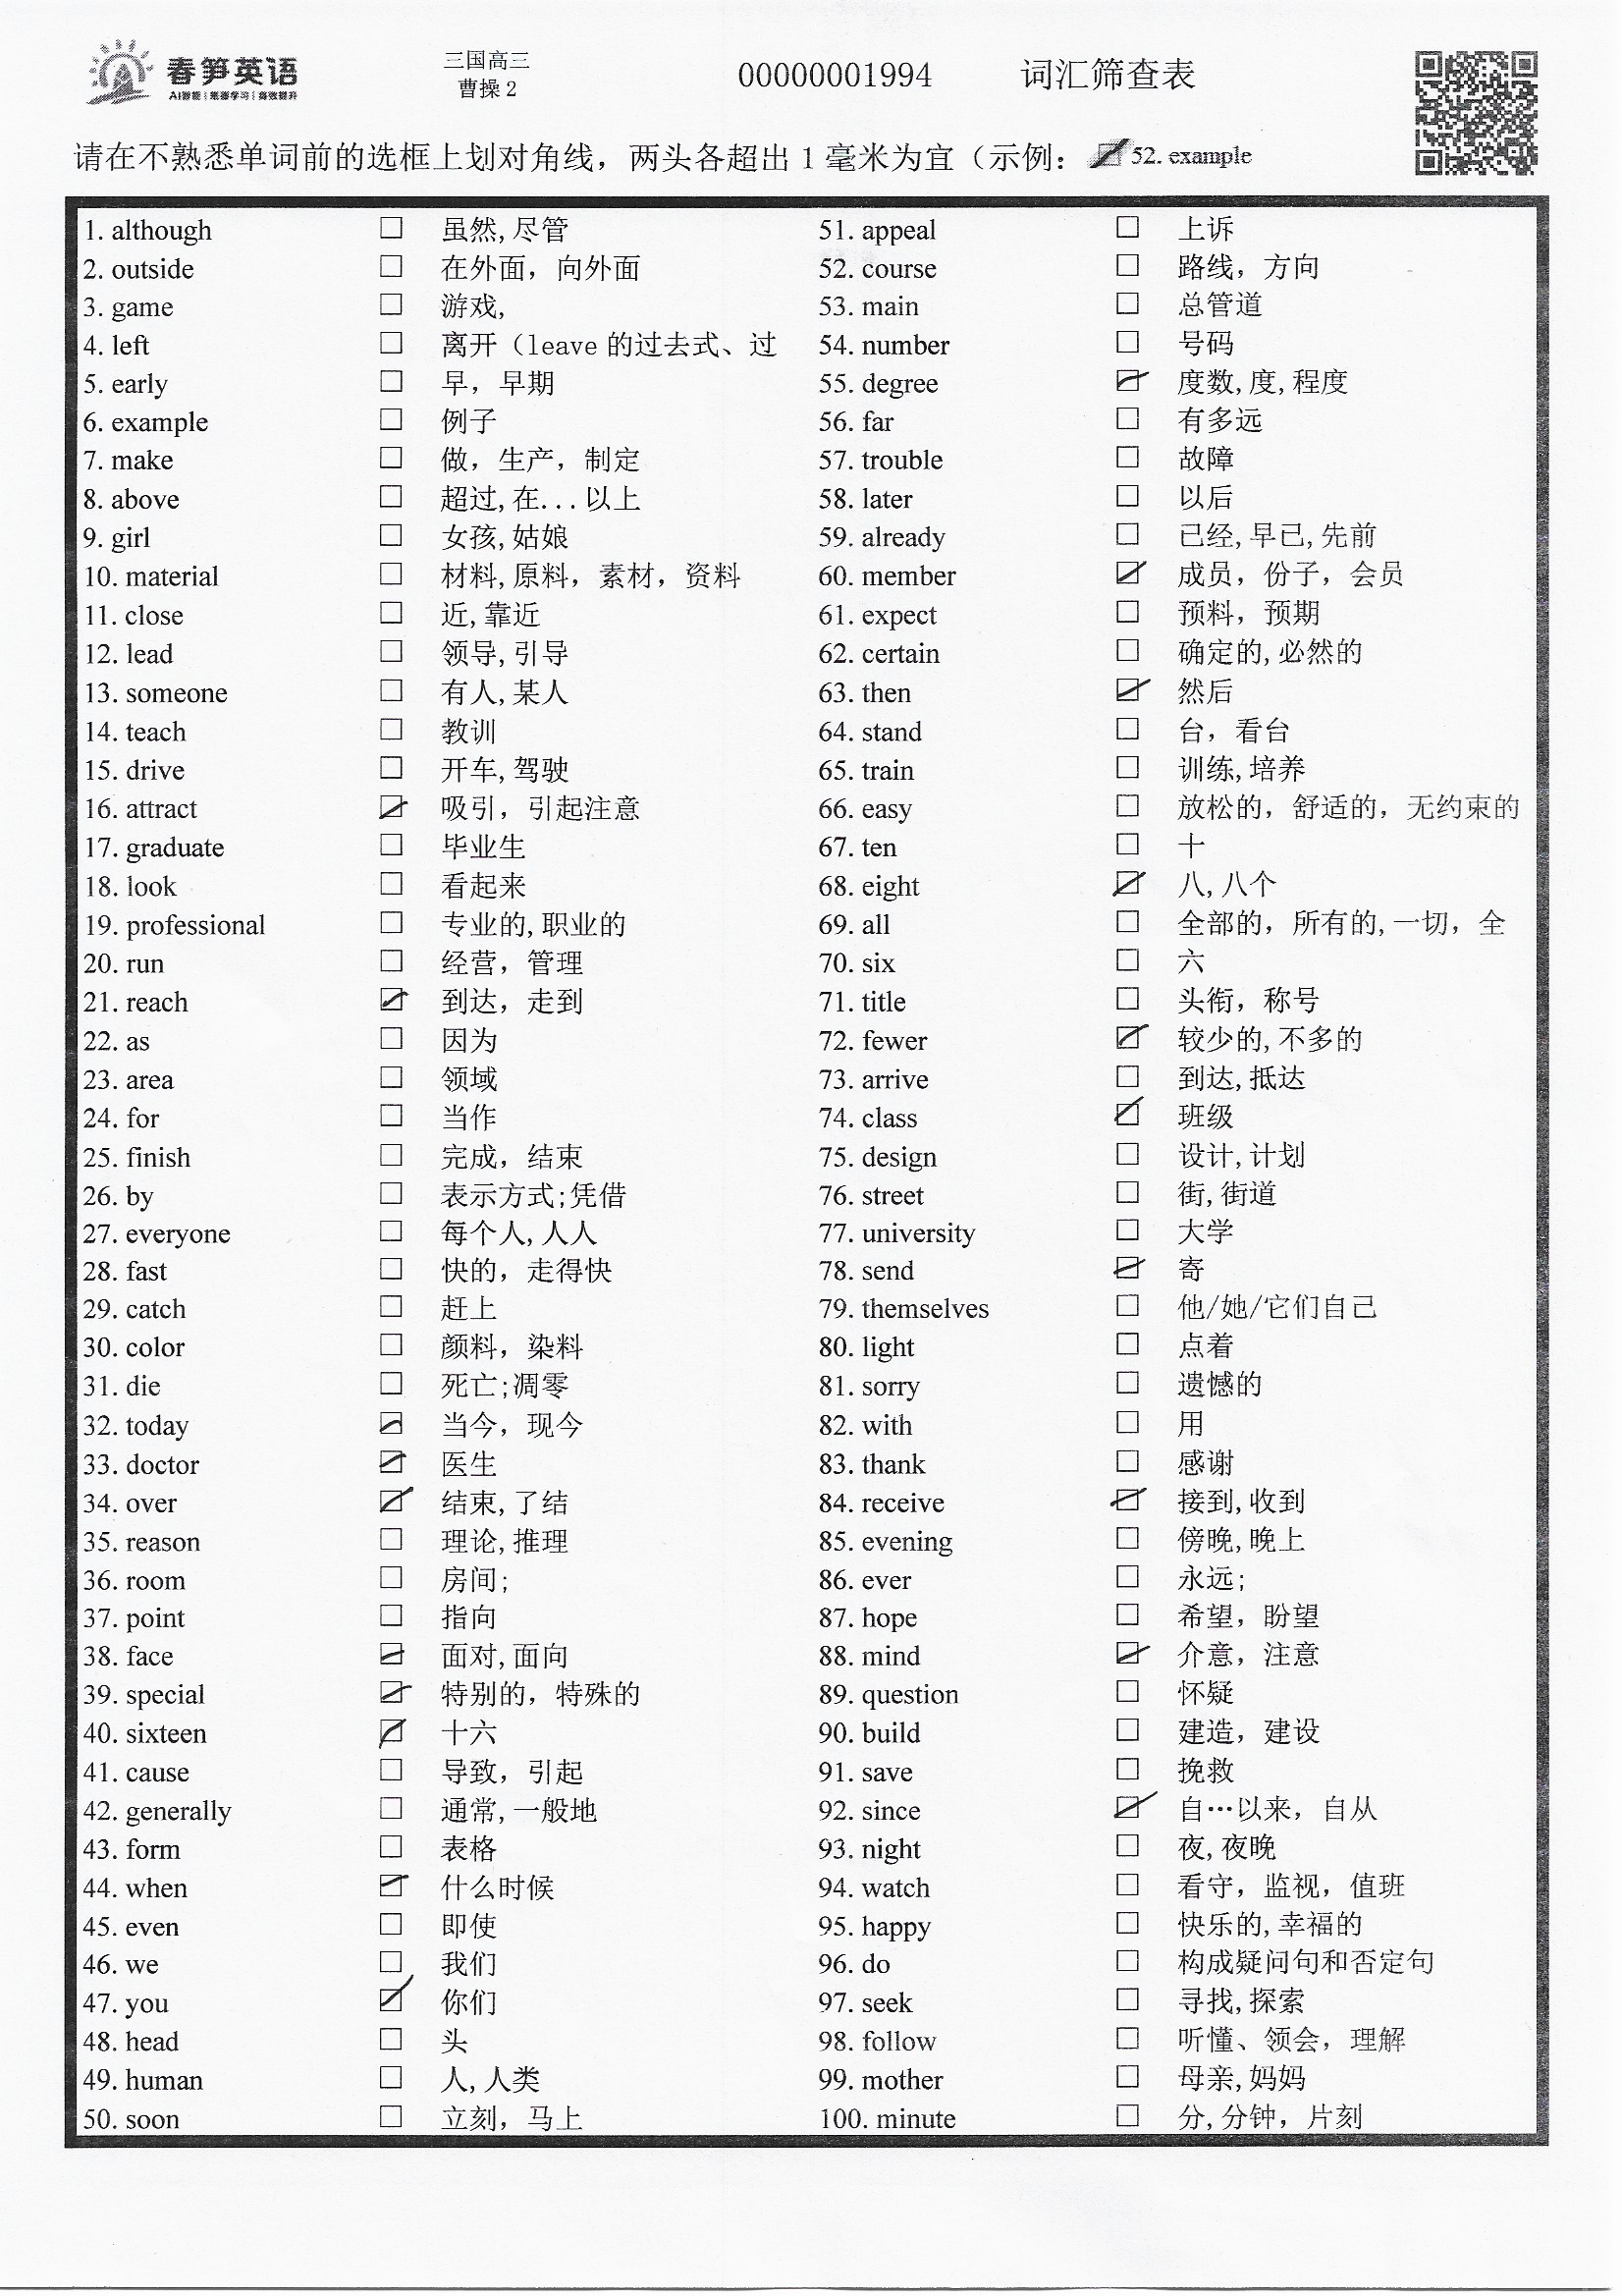 春笋英语
三国高三
曹操 2
00000001994
词汇筛查表
请在不熟悉单词前的选框上划对角线，两头各超出 1 毫米为宜（示例： 52. example
1. although 虽然,尽管
2. outside 在外面，向外面
3. game 游戏,
4. left 离开（leave 的过去式、过
5. early 早，早期
6. example 例子
7. make 做，生产，制定
8. above 超过,在...以上
9. girl 女孩,姑娘
10. material 材料,原料，素材，资料
11. close 近,靠近
12. lead 领导,引导
13. someone 有人,某人
14. teach 教训
15. drive 开车,驾驶
16. attract 吸引，引起注意
17. graduate 毕业生
18. look 看起来
19. professional 专业的,职业的
20. run 经营，管理
21. reach 到达，走到
22. as 因为
23. area 领域
24. for 当作
25. finish 完成，结束
26. by 表示方式;凭借
27. everyone 每个人,人人
28. fast 快的，走得快
29. catch 赶上
30. color 颜料，染料
31. die 死亡;凋零
32. today 当今，现今
33. doctor 医生
34. over 结束,了结
35. reason 理论,推理
36. room 房间;
37. point 指向
38. face 面对,面向
39. special 特别的，特殊的
40. sixteen 十六
41. cause 导致，引起
42. generally 通常,一般地
43. form 表格
44. when 什么时候
45. even 即使
46. we 我们
47. you 你们
48. head 头
49. human 人,人类
50. soon 立刻，马上
51. appeal 上诉
52. course 路线，方向
53. main 总管道
54. number 号码
55. degree 度数,度,程度
56. far 有多远
57. trouble 故障
58. later 以后
59. already 已经,早已,先前
60. member 成员，份子，会员
61. expect 预料，预期
62. certain 确定的,必然的
63. then 然后
64. stand 台，看台
65. train 训练,培养
66. easy 放松的，舒适的，无约束的
67. ten 十
68. eight 八,八个
69. all 全部的，所有的,一切，全
70. six 六
71. title 头衔，称号
72. fewer 较少的,不多的
73. arrive 到达,抵达
74. class 班级
75. design 设计,计划
76. street 街,街道
77. university 大学
78. send 寄
79. themselves 他/她/它们自己
80. light 点着
81. sorry 遗憾的
82. with 用
83. thank 感谢
84. receive 接到,收到
85. evening 傍晚,晚上
86. ever 永远;
87. hope 希望，盼望
88. mind 介意，注意
89. question 怀疑
90. build 建造，建设
91. save 挽救
92. since 自…以来，自从
93. night 夜,夜晚
94. watch 看守，监视，值班
95. happy 快乐的,幸福的
96. do 构成疑问句和否定句
97. seek 寻找,探索
98. follow 听懂、领会，理解
99. mother 母亲,妈妈
100. minute 分,分钟，片刻